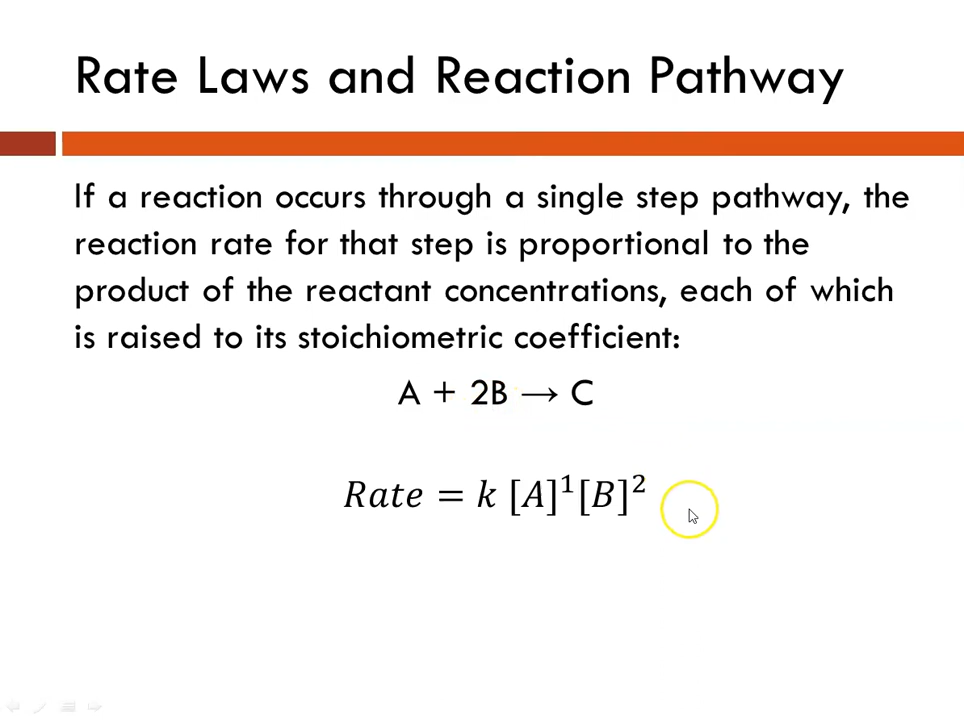 Rate Laws and Reaction Pathway
If a reaction occurs through a single step pathway, the
reaction rate for that step is proportional to the
product of the reactant concentrations, each of which
is raised to its stoichiometric coefficient:
A + 2B → C
Rate = k [A]¹[B]²